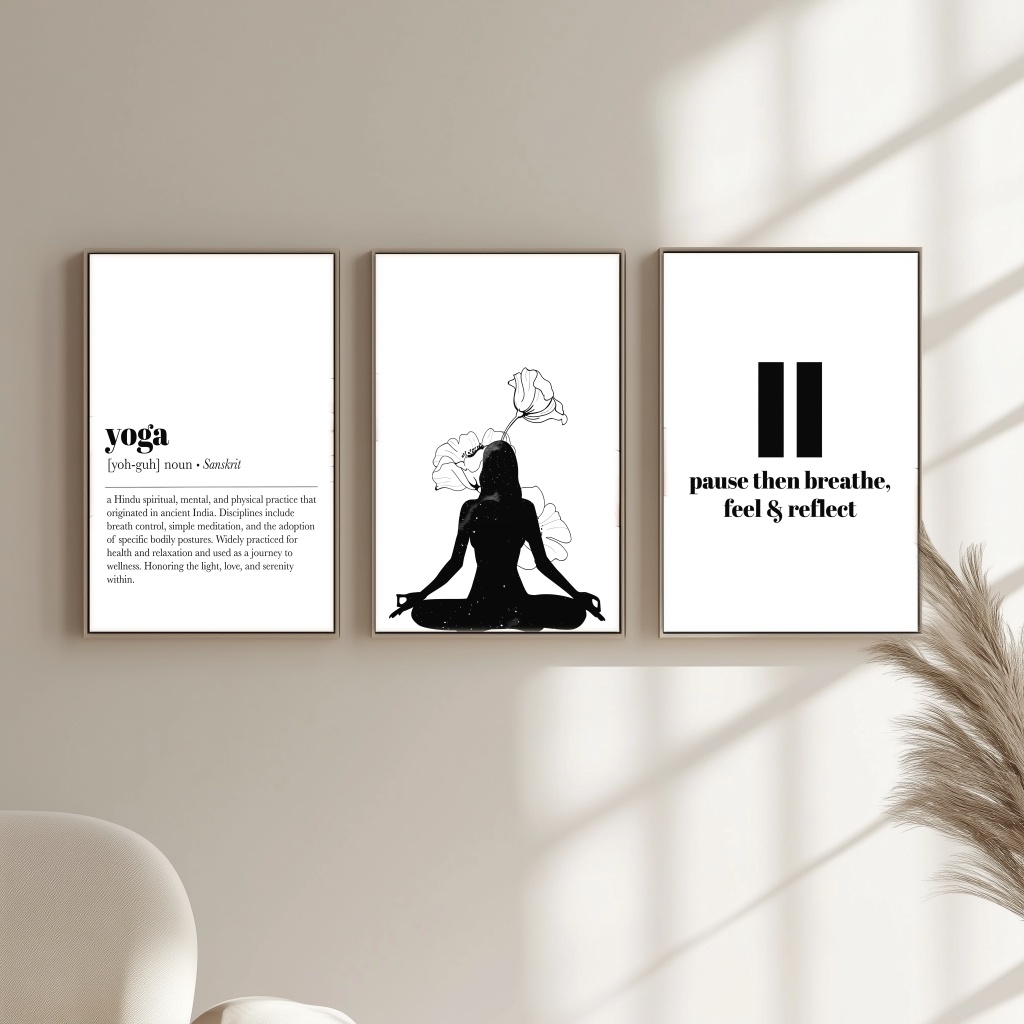 yoga
[yoh-guh] noun • Sanskrit
a Hindu spiritual, mental, and physical practice that
originated in ancient India. Disciplines include
breath control, simple meditation, and the adoption
of specific bodily postures. Widely practiced for
health and relaxation and used as a journey to
wellness. Honoring the light, love, and serenity
within.
pause then breathe,
feel & reflect